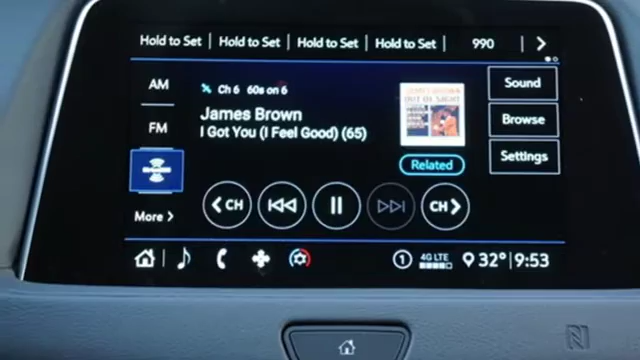 Hold to Set | Hold to Set | Hold to Set | Hold to Set 990
AM
Sound
Ch 6 60s on 6
James Brown
Browse
FM
I Got You (I Feel Good) (65)
Related
Settings
More
CH
CH
1 4G LTE 32° 9:53